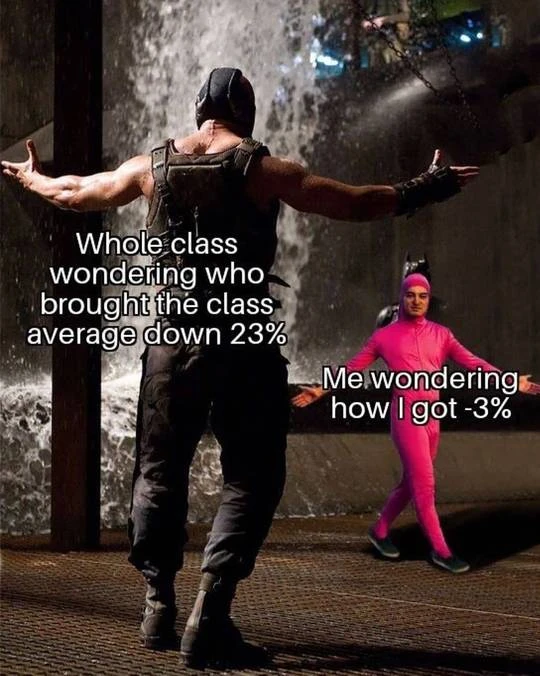 Whole class
wondering who
brought the class
average down 23%
Me wondering
how I got -3%